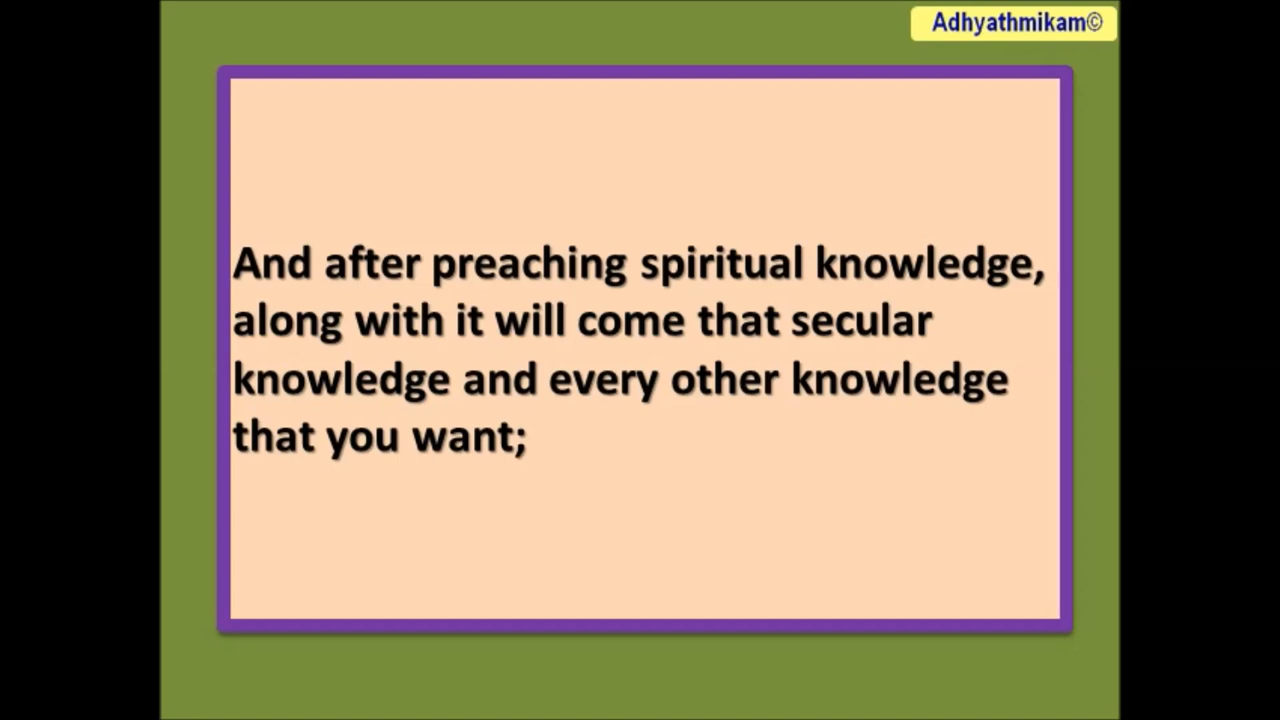 Adhyathmikam©
And after preaching spiritual knowledge,
along with it will come that secular
knowledge and every other knowledge
that you want;